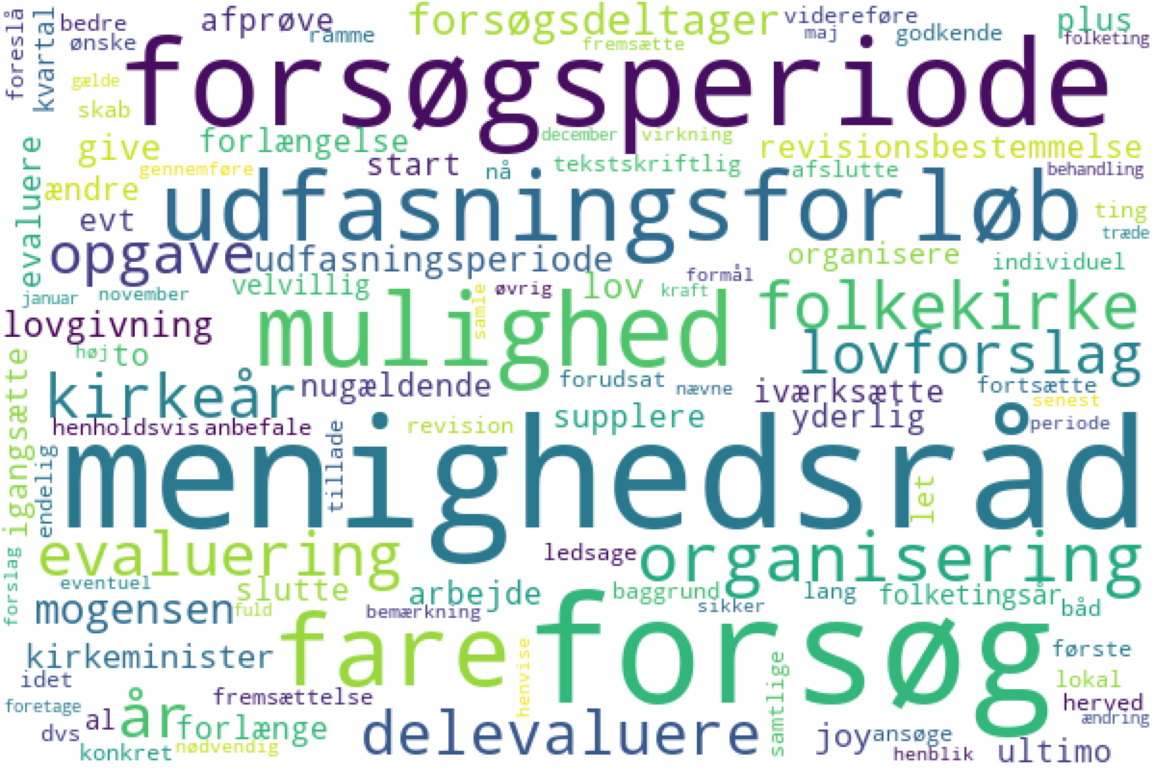 foreslå
bedre
kvartal
ønske
afprøve
ramme
forsøgsdeltager
fremsætte
videreføre
maj
godkende
plus
folketing
gælde
skab
forsøgsperiode
evaluere
give
forlængelse
december
virkning
revisionsbestemmelse
gennemføre
start
nå
tekstskriftlig
afslutte
behandling
ændre
evt
udfasningsforløb
ting
træde
opgave
udfasningsperiode
organisere
individuel
formål
januar
november
velvillig
øvrig
samle
lov
kraft
folkekirke
lovgivning
mulighed
høj
to
lovforslag
kirkeår
nugældende
forudsat
nævne
iværksætte
fortsætte
senest
igangsætte
henholdsvis
anbefale
tillade
revision
supplere
yderlig
periode
endelig
menighedsråd
let
forslag
evaluering
ledsage
organisering
eventuel
slutte
arbejde
baggrund
sikker
lang
folketingsår
båd
mogensen
fuld
bemærkning
fare
forsøg
kirkeminister
henvise
samtlige
første
idet
lokal
foretage
al
år
fremsættelse
herved
ændring
dvs
forlænge
delevaluere
joy
ansøge
konkret
nødvendig
henblik
ultimo